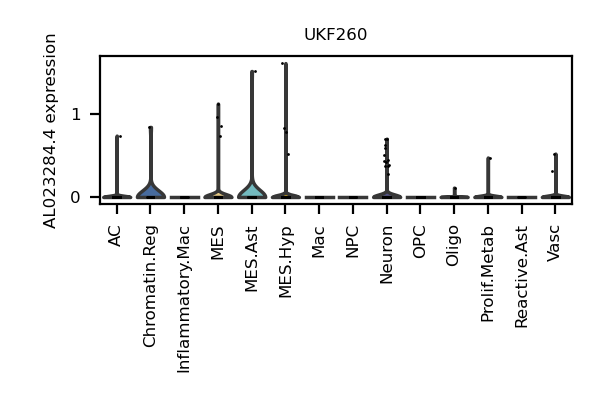 UKF260
AL023284.4 expression
1
0
AC
Chromatin.Reg
Inflammatory.Mac
MES
MES.Ast
MES.Hyp
Mac
NPC
Neuron
OPC
Oligo
Prolif.Metab
Reactive.Ast
Vasc